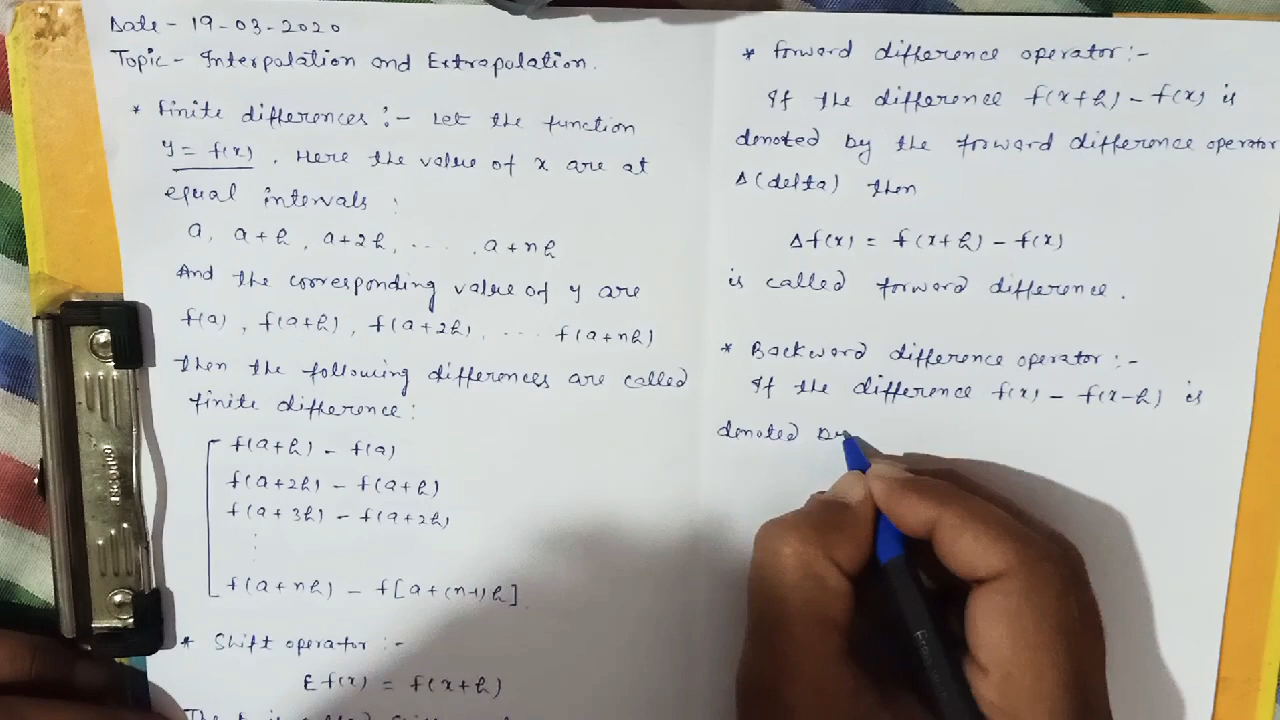 Date - 19-03-2020
Topic - Interpolation and Extrapolation.
* Finite differences :- Let the function
y = f(x) . Here the value of x are at
equal intervals :
a, a+h, a+2h, .... . a+nh
And the corresponding value of y are
f(a), f(a+h), f(a+2h), ... f(a+nh)
then the following differences are called
finite difference :
f(a+h) - f(a)
f(a+2h) - f(a+h)
f(a+3h) - f(a+2h)
f(a+nh) - f[a+(n-1)h]
* Shift operator :-
Ef(x) = f(x+h)
* Forward difference operator :-
If the difference f(x+h) - f(x) is
denoted by the forward difference operator
Δ(delta) then
Δf(x) = f(x+h) - f(x)
is called forward difference.
* Backward difference operator :-
If the difference f(x) - f(x-h) is
denoted